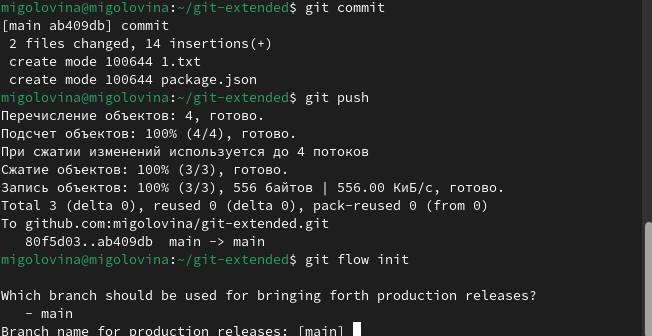 migolovina@migolovina:~/git-extended$ git commit
[main ab409db] commit
 2 files changed, 14 insertions(+)
 create mode 100644 1.txt
 create mode 100644 package.json
migolovina@migolovina:~/git-extended$ git push
Перечисление объектов: 4, готово.
Подсчет объектов: 100% (4/4), готово.
При сжатии изменений используется до 4 потоков
Сжатие объектов: 100% (3/3), готово.
Запись объектов: 100% (3/3), 556 байтов | 556.00 КиБ/с, готово.
Total 3 (delta 0), reused 0 (delta 0), pack-reused 0 (from 0)
To github.com:migolovina/git-extended.git
   80f5d03..ab409db  main -> main
migolovina@migolovina:~/git-extended$ git flow init
Which branch should be used for bringing forth production releases?
   - main
Branch name for production releases: [main]